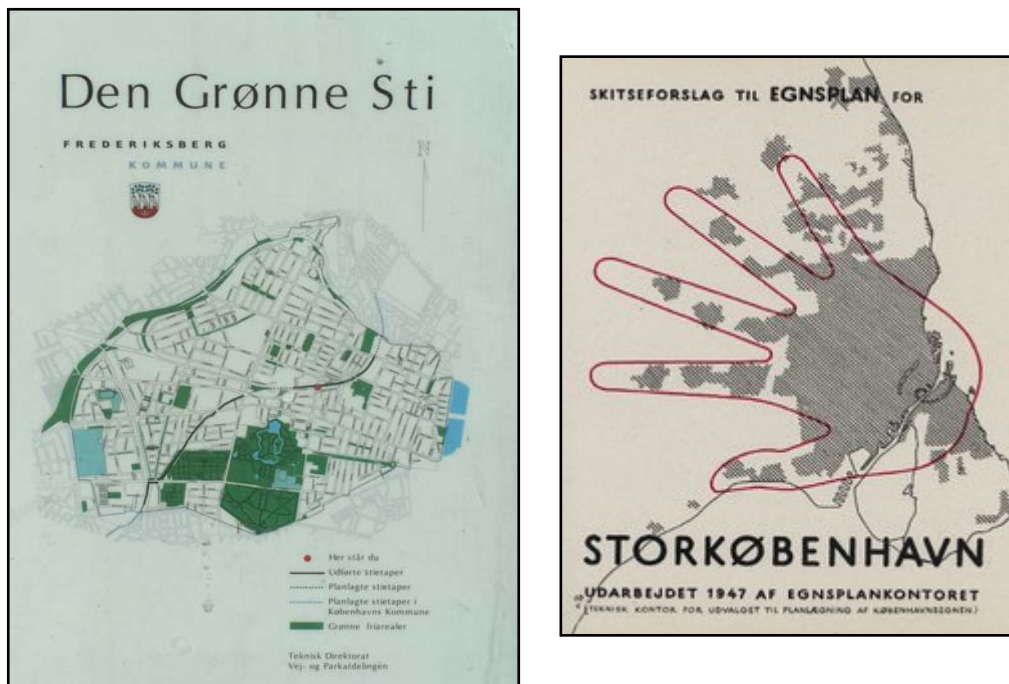 Den Grønne Sti
FREDERIKSBERG
KOMMUNE
N
Her står du
Udførte stietaper
Planlagte stietaper
Planlagte stietaper i
Københavns Kommune
Grønne friarealer
Teknisk Direktorat
Vej- og Parkafdelingen
SKITSEFORSLAG TIL EGNSPLAN FOR
STORKØBENHAVN
UDARBEJDET 1947 AF EGNSPLANKONTORET
(TEKNISK KONTOR FOR UDVALGET TIL PLANLÆGNING AF KØBENHAVNSEGNEN)